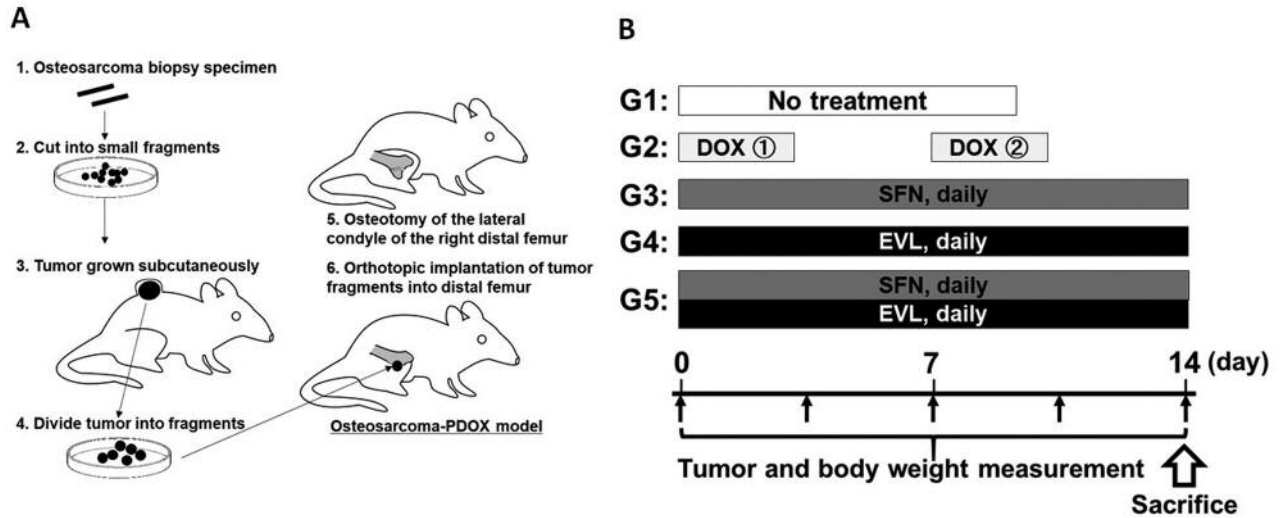 A
1. Osteosarcoma biopsy specimen
2. Cut into small fragments
3. Tumor grown subcutaneously
4. Divide tumor into fragments
5. Osteotomy of the lateral
condyle of the right distal femur
6. Orthotopic implantation of tumor
fragments into distal femur
Osteosarcoma-PDOX model
B
G1: No treatment
G2: DOX ① DOX ②
G3: SFN, daily
G4: EVL, daily
G5: SFN, daily
EVL, daily
0 7 14 (day)
Tumor and body weight measurement
Sacrifice